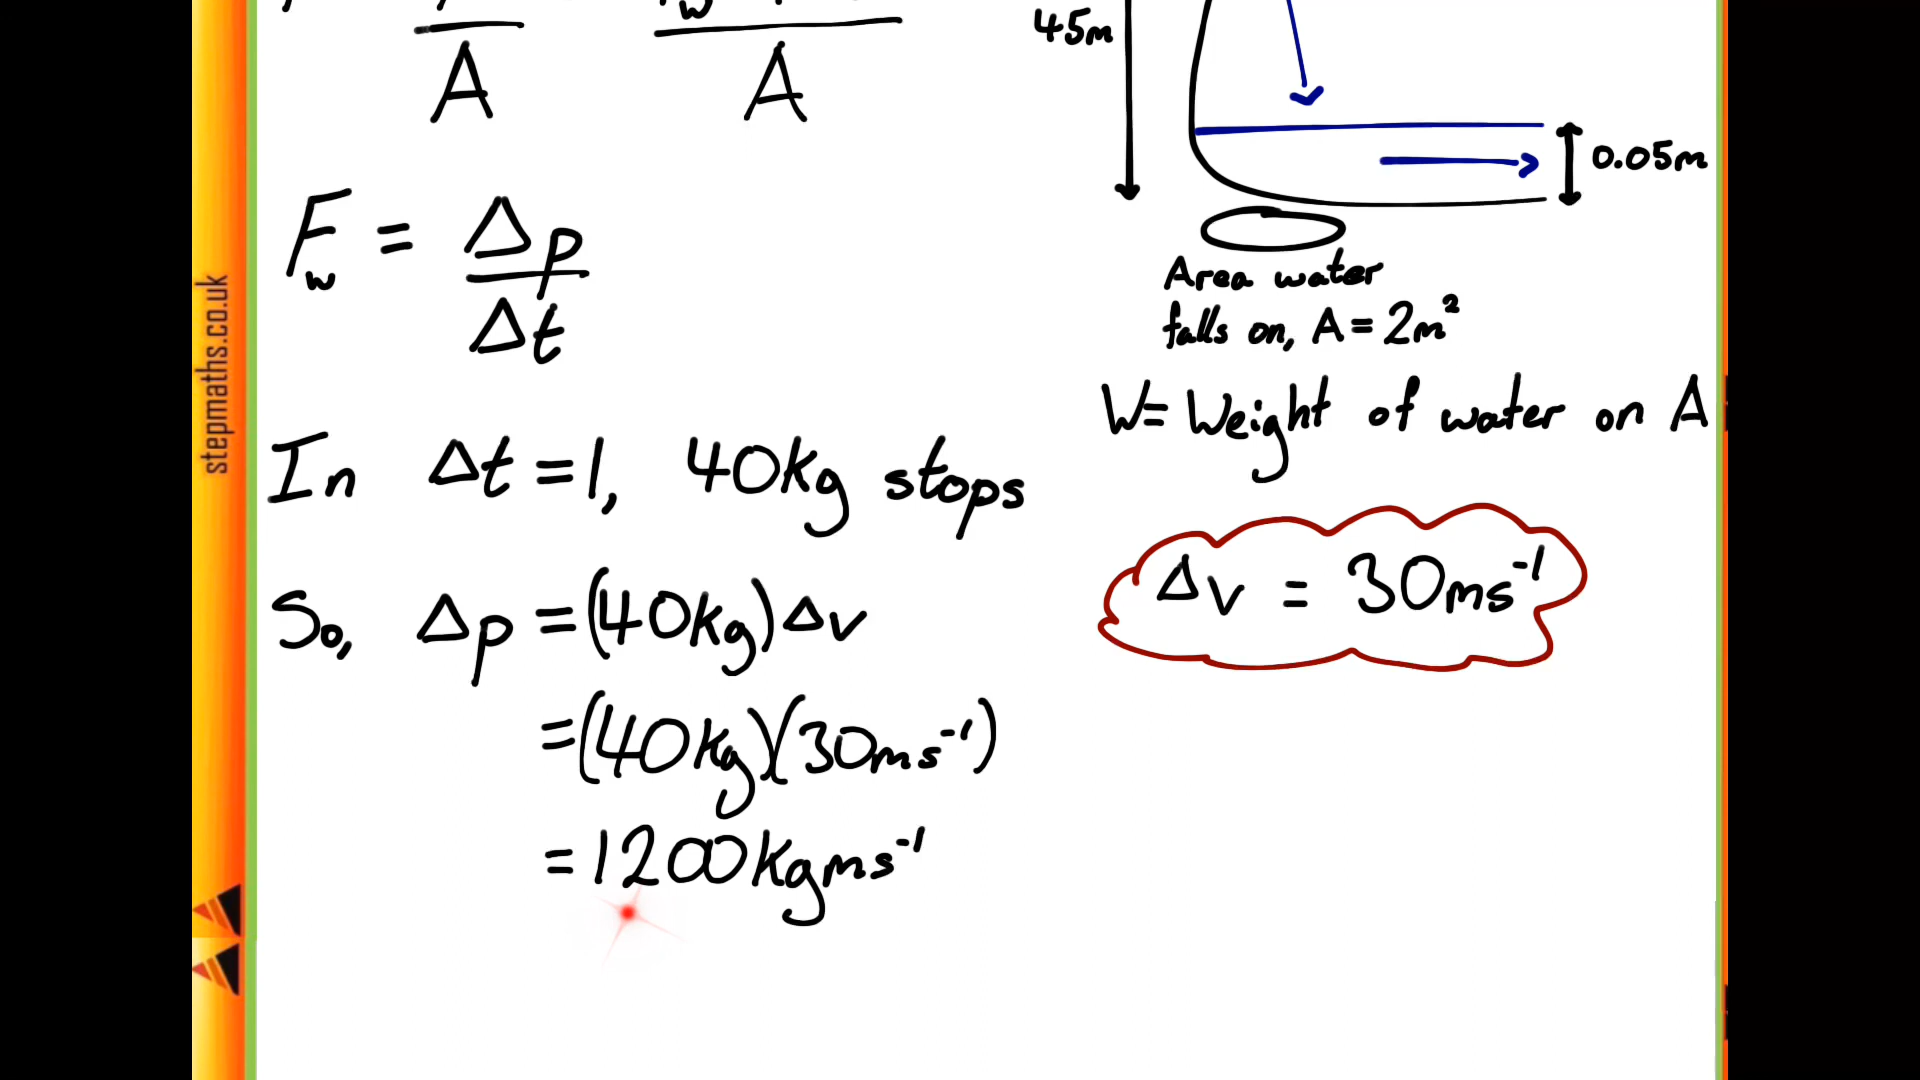 A
A
F_w = Δp / Δt
In Δt = 1, 40kg stops
So, Δp = (40kg)Δv
= (40kg)(30ms⁻¹)
= 1200kgms⁻¹
45m
0.05m
Area water
falls on, A = 2m²
W = Weight of water on A
Δv = 30ms⁻¹
stepmaths.co.uk